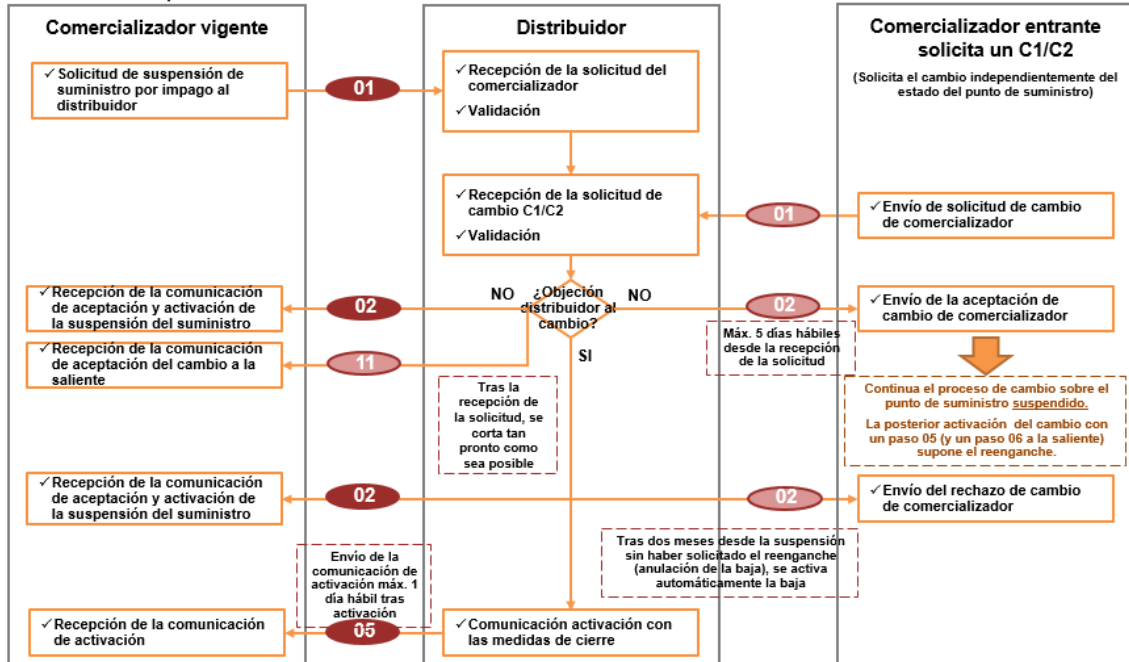 Comercializador vigente
Distribuidor
Comercializador entrante
solicita un C1/C2
(Solicita el cambio independientemente del
estado del punto de suministro)
✓ Solicitud de suspensión de
suministro por impago al
distribuidor
01
✓ Recepción de la solicitud del
comercializador
✓ Validación
✓ Recepción de la solicitud de
cambio C1/C2
✓ Validación
01
✓ Envío de solicitud de cambio
de comercializador
✓ Recepción de la comunicación
de aceptación y activación de
la suspensión del suministro
02
NO
¿Objeción
distribuidor al
cambio?
NO
02
✓ Envío de la aceptación de
cambio de comercializador
Máx. 5 días hábiles
desde la recepción
de la solicitud
✓ Recepción de la comunicación
de aceptación del cambio a la
saliente
11
SI
Tras la
recepción de
la solicitud, se
corta tan
pronto como
sea posible
Continua el proceso de cambio sobre el
punto de suministro suspendido.
La posterior activación del cambio con
un paso 05 (y un paso 06 a la saliente)
supone el reenganche.
✓ Recepción de la comunicación
de aceptación y activación de
la suspensión del suministro
02
02
✓ Envío del rechazo de cambio
de comercializador
Envío de la
comunicación de
activación máx. 1
día hábil tras
activación
Tras dos meses desde la suspensión
sin haber solicitado el reenganche
(anulación de la baja), se activa
automáticamente la baja
✓ Recepción de la comunicación
de activación
05
✓ Comunicación activación con
las medidas de cierre